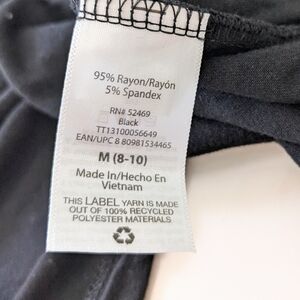 95% Rayon/Rayón
5% Spandex
RN# 52469
Black
TT13100056649
EAN/UPC 8 80981534465
M (8-10)
Made In/Hecho En
Vietnam
THIS LABEL YARN IS MADE
OUT OF 100% RECYCLED
POLYESTER MATERIALS